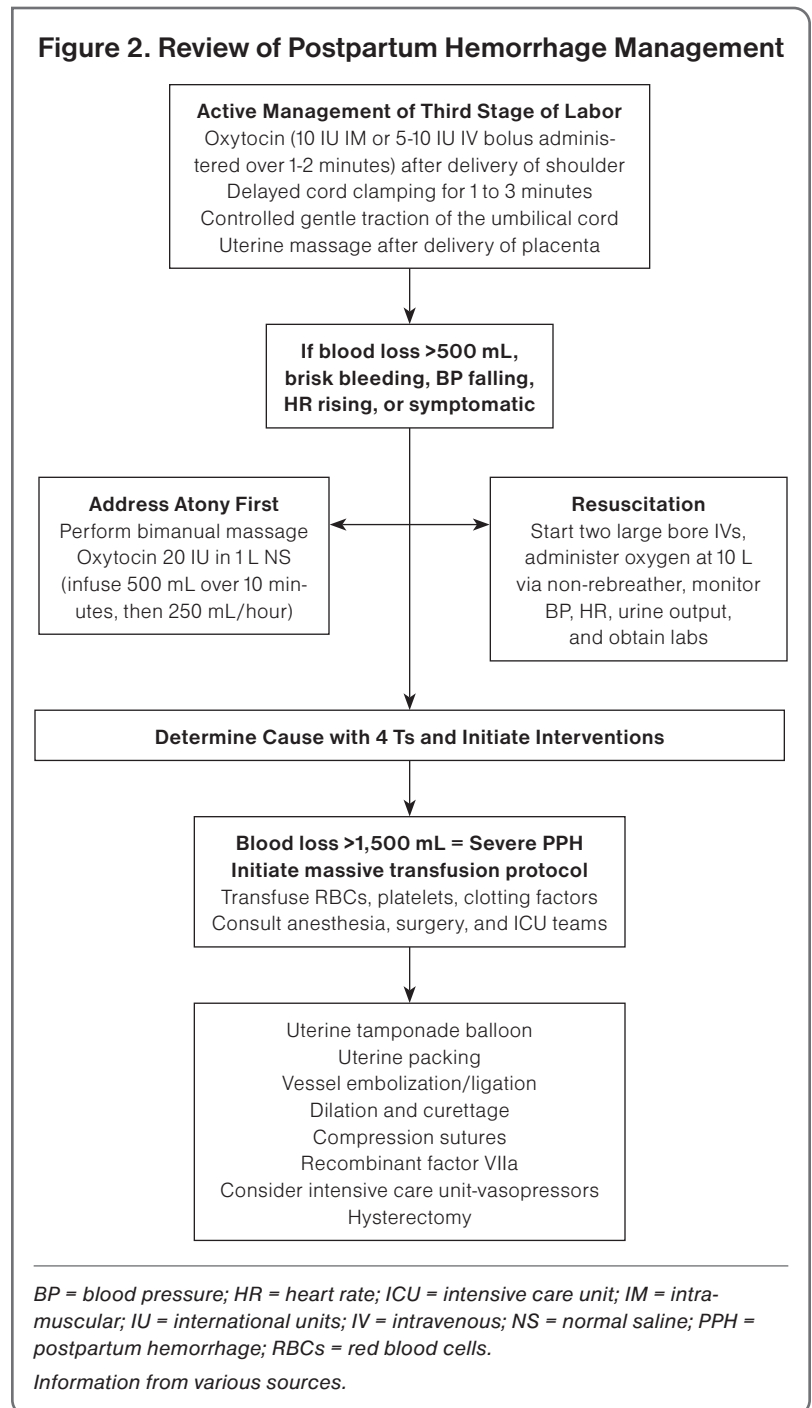 Figure 2. Review of Postpartum Hemorrhage Management
Active Management of Third Stage of Labor
Oxytocin (10 IU IM or 5-10 IU IV bolus adminis-
tered over 1-2 minutes) after delivery of shoulder
Delayed cord clamping for 1 to 3 minutes
Controlled gentle traction of the umbilical cord
Uterine massage after delivery of placenta
If blood loss >500 mL,
brisk bleeding, BP falling,
HR rising, or symptomatic
Address Atony First
Perform bimanual massage
Oxytocin 20 IU in 1 L NS
(infuse 500 mL over 10 min-
utes, then 250 mL/hour)
Resuscitation
Start two large bore IVs,
administer oxygen at 10 L
via non-rebreather, monitor
BP, HR, urine output,
and obtain labs
Determine Cause with 4 Ts and Initiate Interventions
Blood loss >1,500 mL = Severe PPH
Initiate massive transfusion protocol
Transfuse RBCs, platelets, clotting factors
Consult anesthesia, surgery, and ICU teams
Uterine tamponade balloon
Uterine packing
Vessel embolization/ligation
Dilation and curettage
Compression sutures
Recombinant factor VIIa
Consider intensive care unit-vasopressors
Hysterectomy
BP = blood pressure; HR = heart rate; ICU = intensive care unit; IM = intra-
muscular; IU = international units; IV = intravenous; NS = normal saline; PPH =
postpartum hemorrhage; RBCs = red blood cells.
Information from various sources.